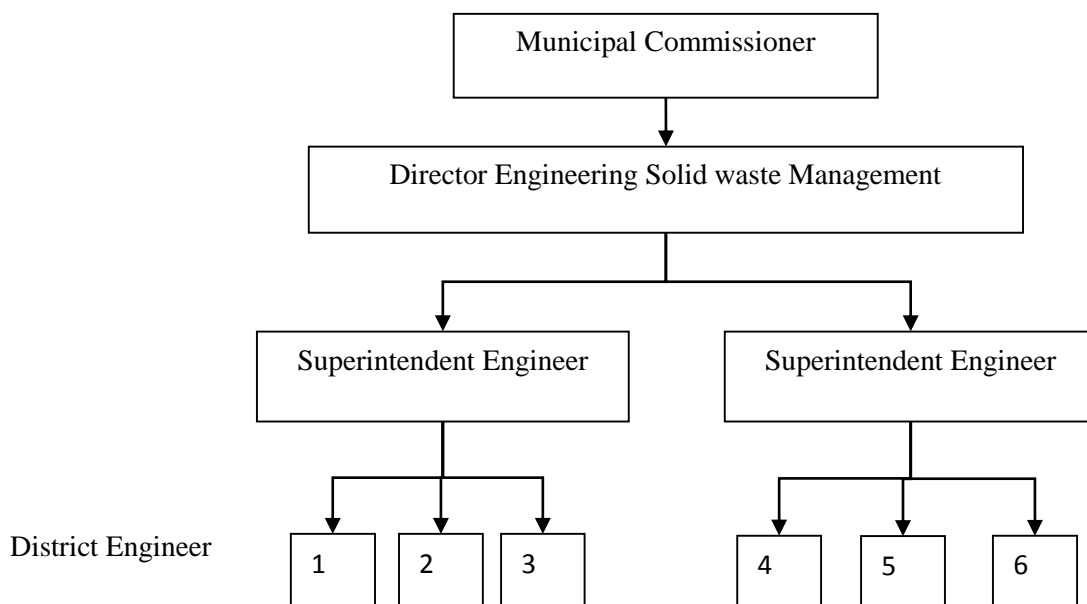 Municipal Commissioner
Director Engineering Solid waste Management
Superintendent Engineer
Superintendent Engineer
District Engineer
1
2
3
4
5
6